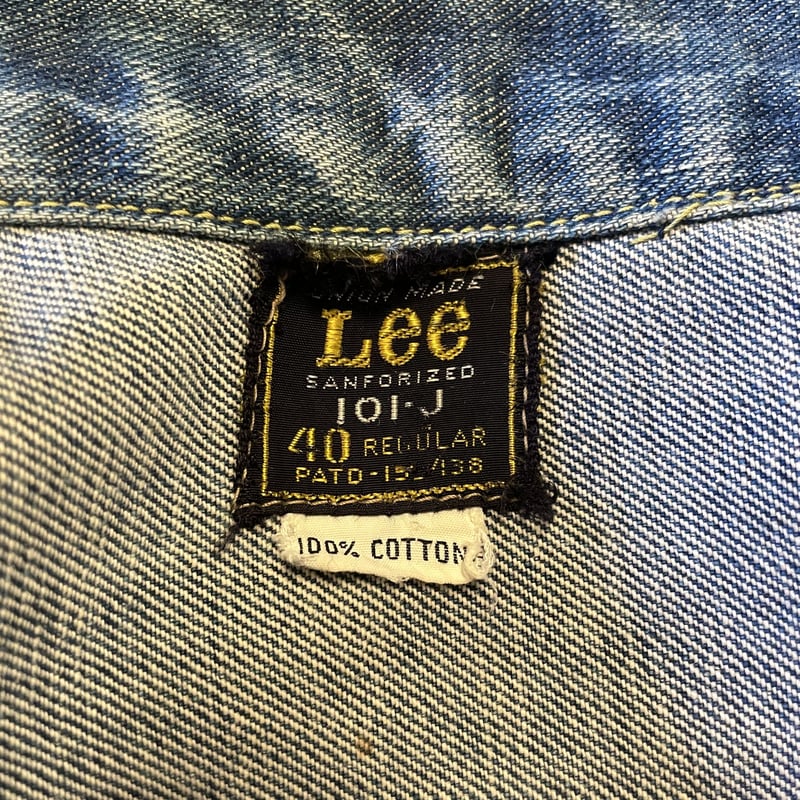 UNION MADE
Lee
SANFORIZED
101-J
40 REGULAR
PATD-153438
100% COTTON